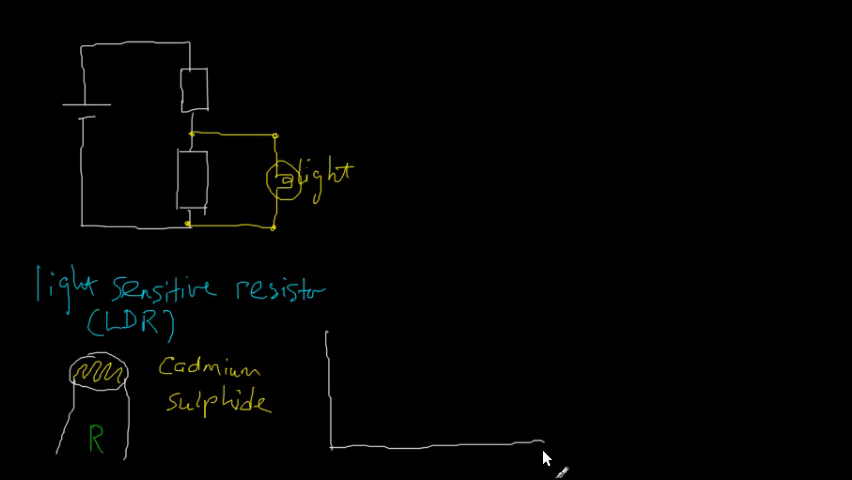 light
light sensitive resistor
(LDR)
Cadmium
sulphide
R